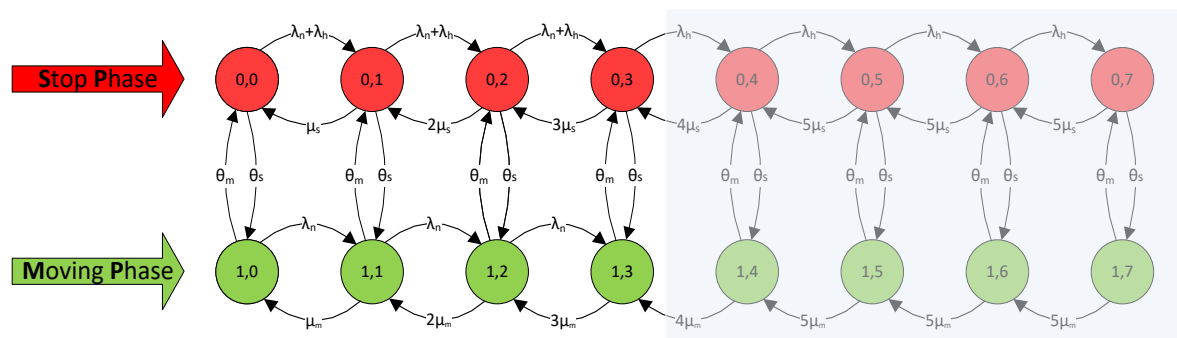 λn+λh λn+λh λn+λh λh λh λh λh
Stop Phase 0,0 0,1 0,2 0,3 0,4 0,5 0,6 0,7
μs 2μs 3μs 4μs 5μs 5μs 5μs
θm θs θm θs θm θs θm θs θm θs θm θs θm θs θm θs
λn λn λn
Moving Phase 1,0 1,1 1,2 1,3 1,4 1,5 1,6 1,7
μm 2μm 3μm 4μm 5μm 5μm 5μm